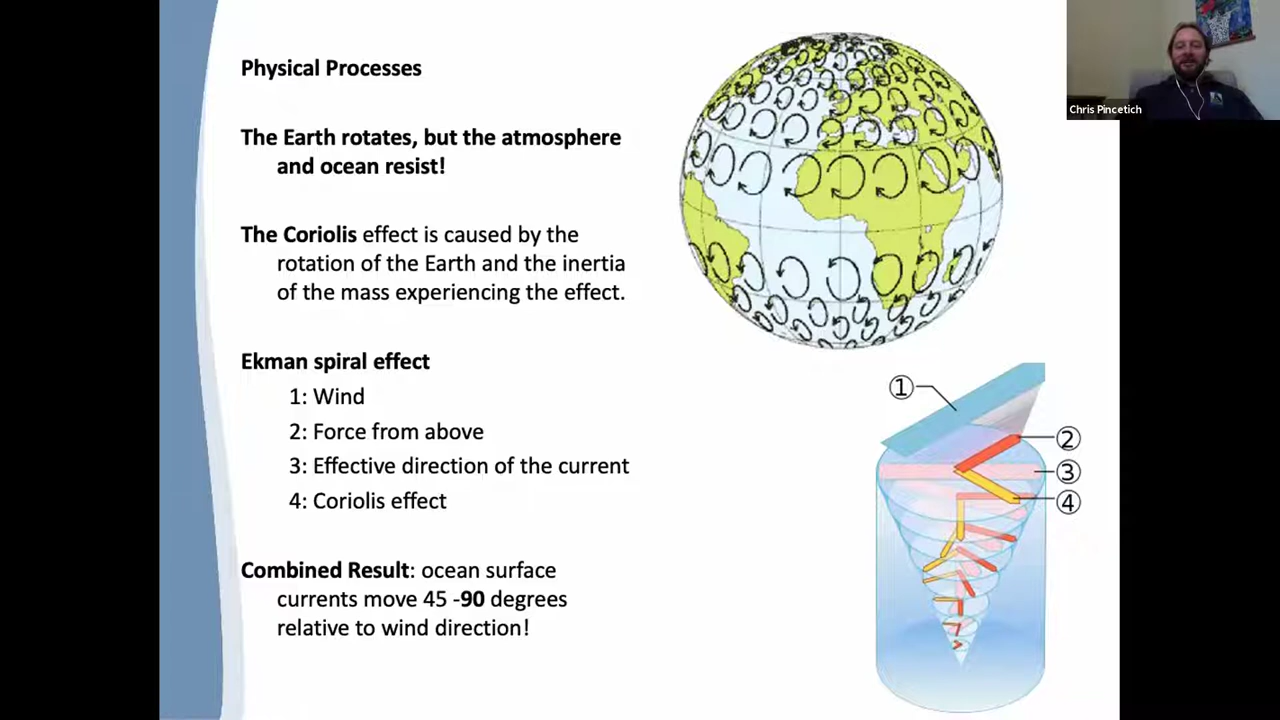 Physical Processes
The Earth rotates, but the atmosphere
and ocean resist!
The Coriolis effect is caused by the
rotation of the Earth and the inertia
of the mass experiencing the effect.
Ekman spiral effect
1: Wind
2: Force from above
3: Effective direction of the current
4: Coriolis effect
Combined Result: ocean surface
currents move 45 -90 degrees
relative to wind direction!
1
2
3
4
Chris Pincetich